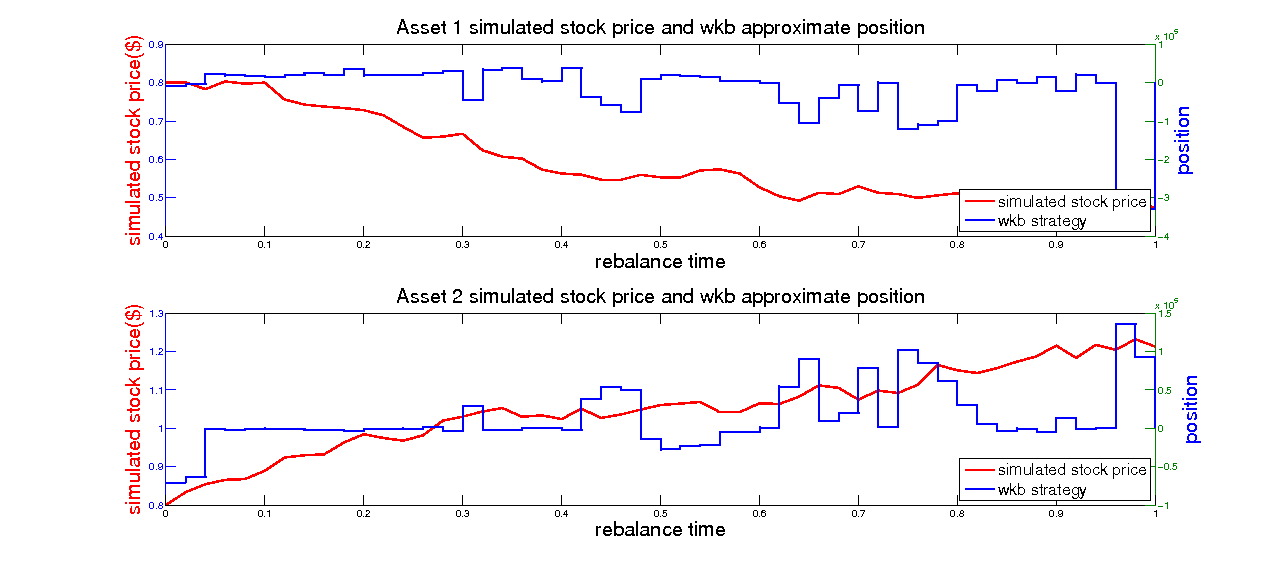 Asset 1 simulated stock price and wkb approximate position
x 10
0.9
0.8
0.7
0.6
0.5
0.4
simulated stock price($)
1
0
-1
-2
-3
-4
position
simulated stock price
wkb strategy
0 0.1 0.2 0.3 0.4 0.5 0.6 0.7 0.8 0.9 1
rebalance time
Asset 2 simulated stock price and wkb approximate position
x 10
1.3
1.2
1.1
1
0.9
0.8
simulated stock price($)
1.5
1
0.5
0
-0.5
-1
position
simulated stock price
wkb strategy
0 0.1 0.2 0.3 0.4 0.5 0.6 0.7 0.8 0.9 1
rebalance time